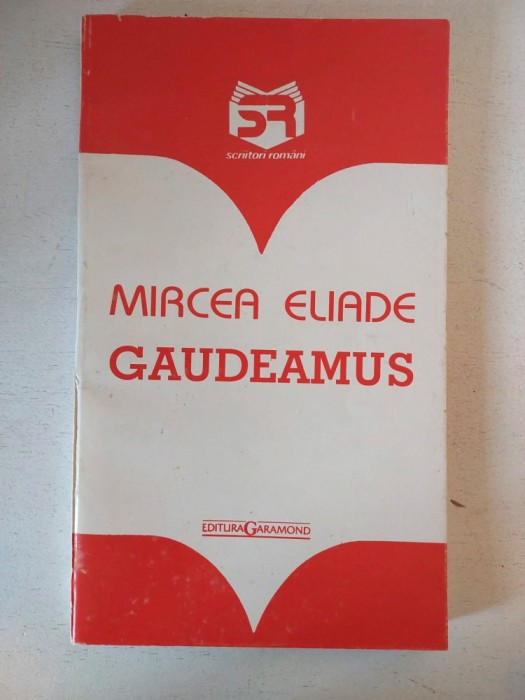 SR
scriitori români
MIRCEA ELIADE
GAUDEAMUS
EDITURA GARAMOND